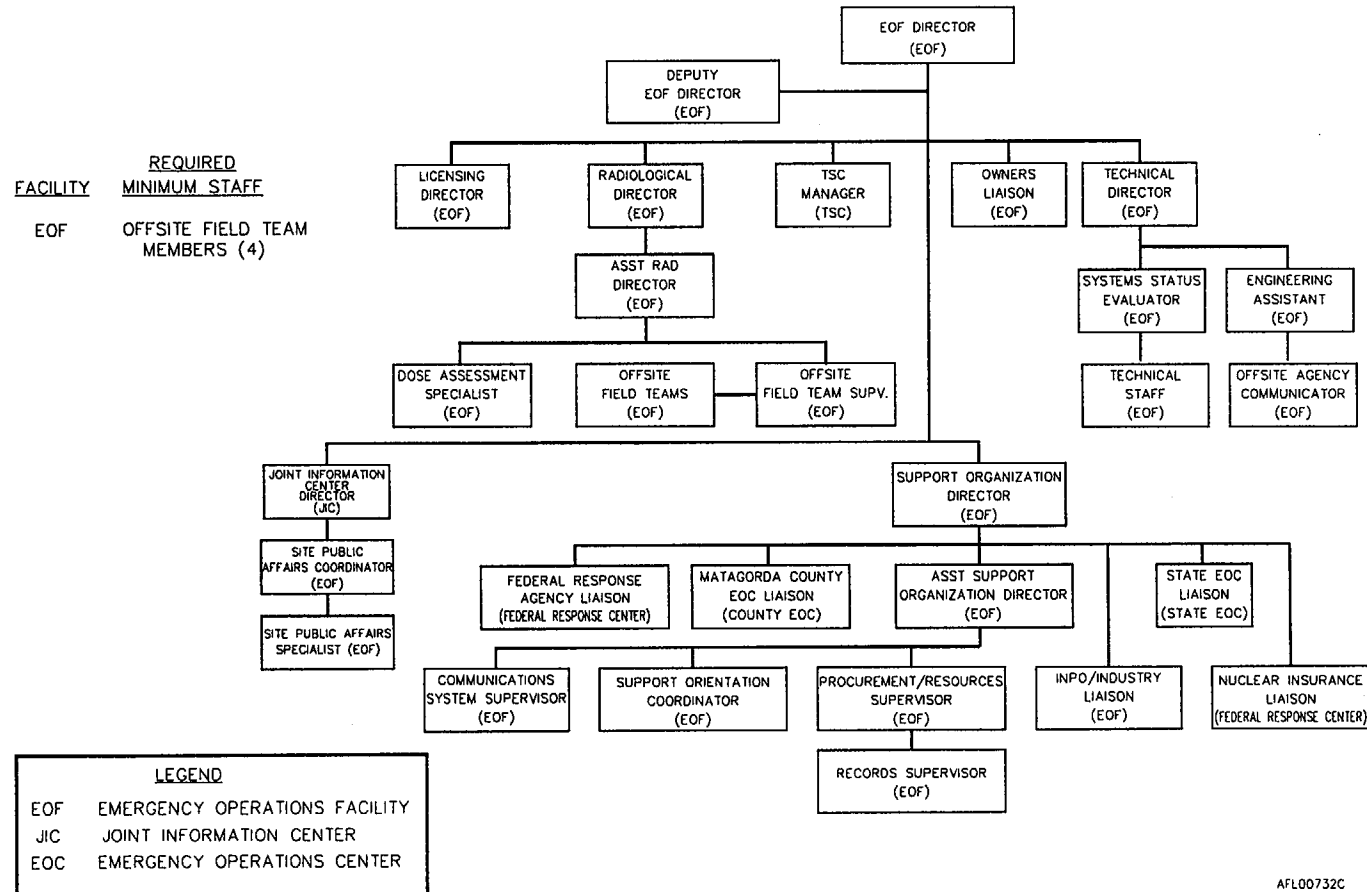 EOF DIRECTOR
(EOF)
DEPUTY
EOF DIRECTOR
(EOF)
REQUIRED
FACILITY MINIMUM STAFF
EOF OFFSITE FIELD TEAM
MEMBERS (4)
LICENSING
DIRECTOR
(EOF)
RADIOLOGICAL
DIRECTOR
(EOF)
TSC
MANAGER
(TSC)
OWNERS
LIAISON
(EOF)
TECHNICAL
DIRECTOR
(EOF)
ASST RAD
DIRECTOR
(EOF)
SYSTEMS STATUS
EVALUATOR
(EOF)
ENGINEERING
ASSISTANT
(EOF)
DOSE ASSESSMENT
SPECIALIST
(EOF)
OFFSITE
FIELD TEAMS
(EOF)
OFFSITE
FIELD TEAM SUPV.
(EOF)
TECHNICAL
STAFF
(EOF)
OFFSITE AGENCY
COMMUNICATOR
(EOF)
JOINT INFORMATION
CENTER
DIRECTOR
(JIC)
SUPPORT ORGANIZATION
DIRECTOR
(EOF)
SITE PUBLIC
AFFAIRS COORDINATOR
(EOF)
SITE PUBLIC AFFAIRS
SPECIALIST (EOF)
FEDERAL RESPONSE
AGENCY LIAISON
(FEDERAL RESPONSE CENTER)
MATAGORDA COUNTY
EOC LIAISON
(COUNTY EOC)
ASST SUPPORT
ORGANIZATION DIRECTOR
(EOF)
STATE EOC
LIAISON
(STATE EOC)
COMMUNICATIONS
SYSTEM SUPERVISOR
(EOF)
SUPPORT ORIENTATION
COORDINATOR
(EOF)
PROCUREMENT/RESOURCES
SUPERVISOR
(EOF)
INPO/INDUSTRY
LIAISON
(EOF)
NUCLEAR INSURANCE
LIAISON
(FEDERAL RESPONSE CENTER)
RECORDS SUPERVISOR
(EOF)
LEGEND
EOF EMERGENCY OPERATIONS FACILITY
JIC JOINT INFORMATION CENTER
EOC EMERGENCY OPERATIONS CENTER
AFL00732C